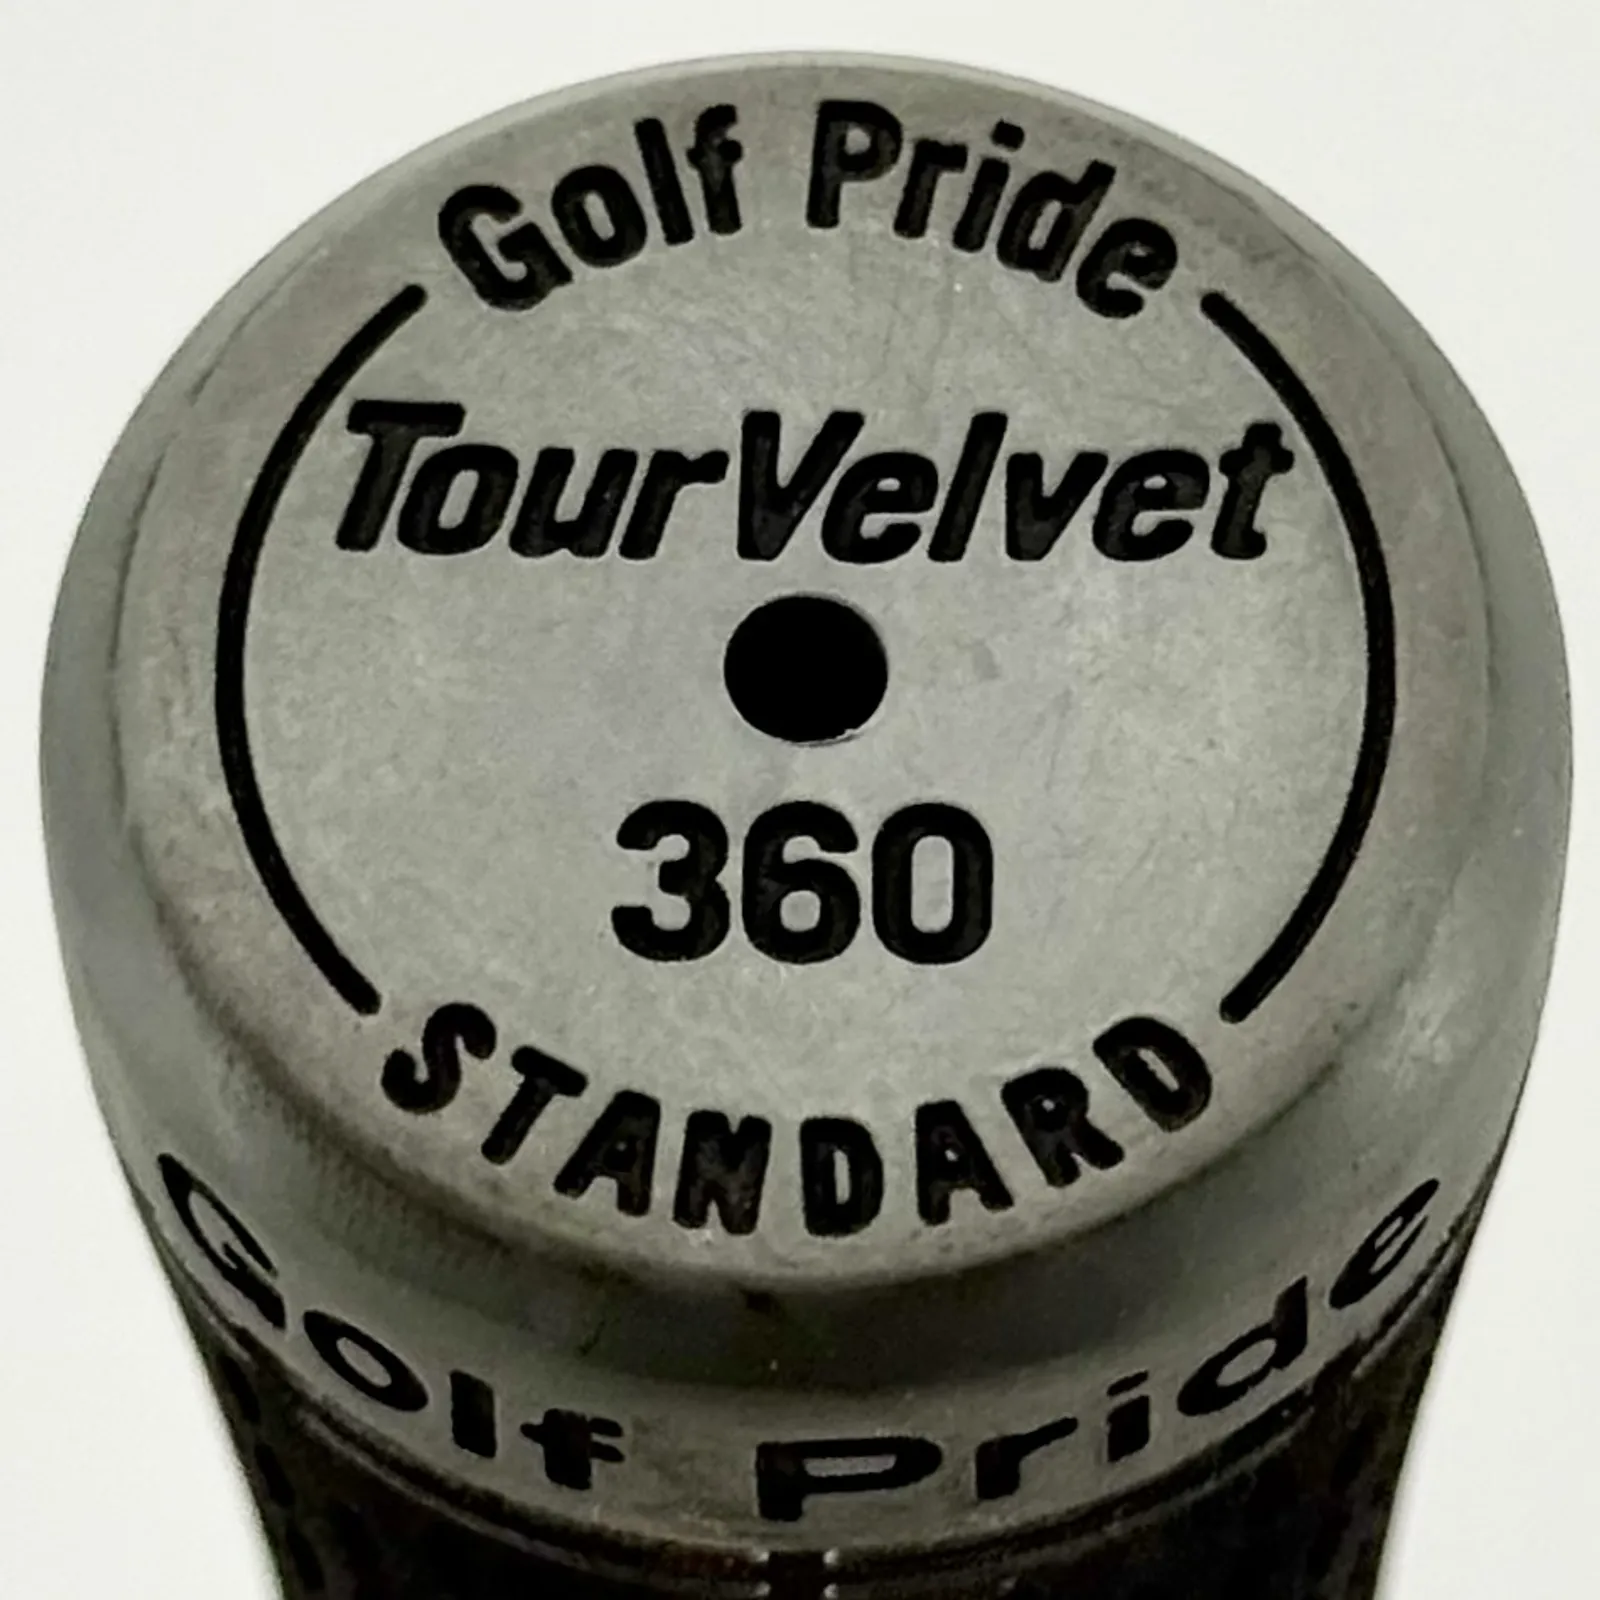 Golf Pride
TourVelvet
360
STANDARD
Golf Pride